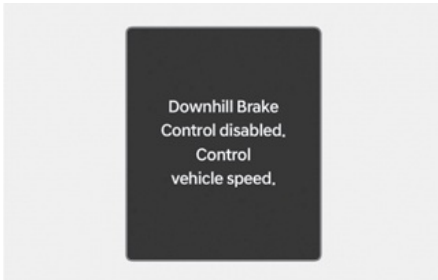 Downhill Brake
Control disabled.
Control
vehicle speed.